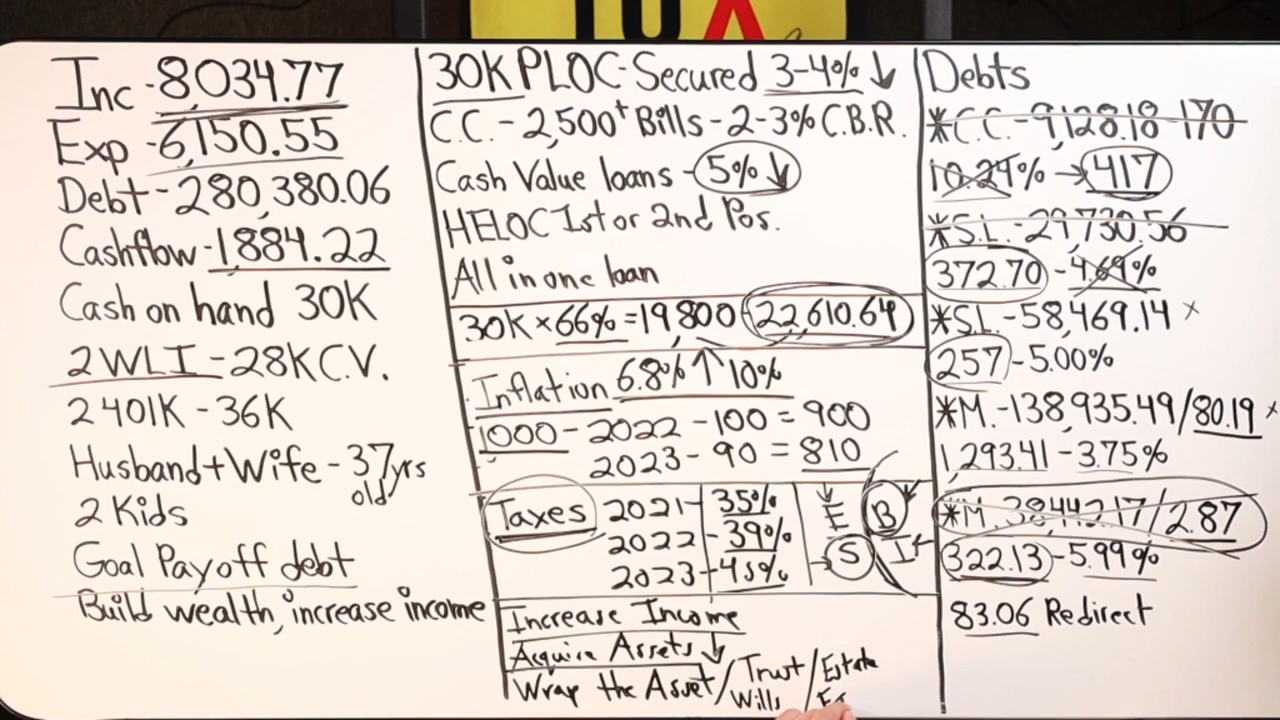 Inc - 8,034.77
Exp - 6,150.55
Debt - 280,380.06
Cashflow - 1,884.22
Cash on hand 30K
2 WLI - 28K C.V.
2 401K - 36K
Husband + Wife - 37yrs old
2 Kids
Goal Payoff debt
Build wealth, increase income
30K PLOC - Secured 3-4% ↓
C.C. - 2,500+ Bills - 2-3% C.B.R.
Cash Value loans - 5% ↓
HELOC 1st or 2nd Pos.
All in one loan
30K × 66% = 19,800 - 22,610.64
Inflation 6.8% ↑ 10%
1000 - 2022 - 100 = 900
2023 - 90 = 810
Taxes 2021 - 35%
2022 - 39%
2023 - 45%
E B
S I
Increase Income
Acquire Assets ↓
Wrap the Asset / Trust / Estate
Wills
Debts
*C.C. - 9,128.18 - 170
10.24% → 417
*S.L. - 29,730.56
372.70 - 4.69%
*S.L. - 58,469.14 ×
257 - 5.00%
*M. - 138,935.49 / 80.19 ×
1,293.41 - 3.75%
*M. 38,442.17 / 2.87
322.13 - 5.99%
83.06 Redirect